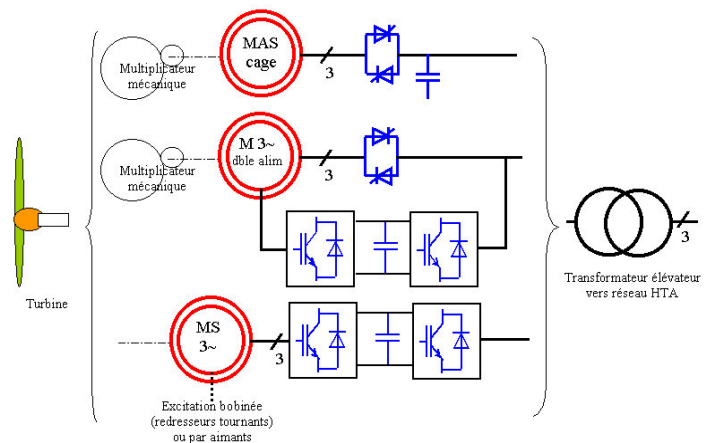 MAS
cage
Multiplicateur
mécanique
3
M 3~
dble alim
Multiplicateur
mécanique
3
Turbine
Transformateur élévateur
vers réseau HTA
3
MS
3~
3
Excitation bobinée
(redresseurs tournants)
ou par aimants